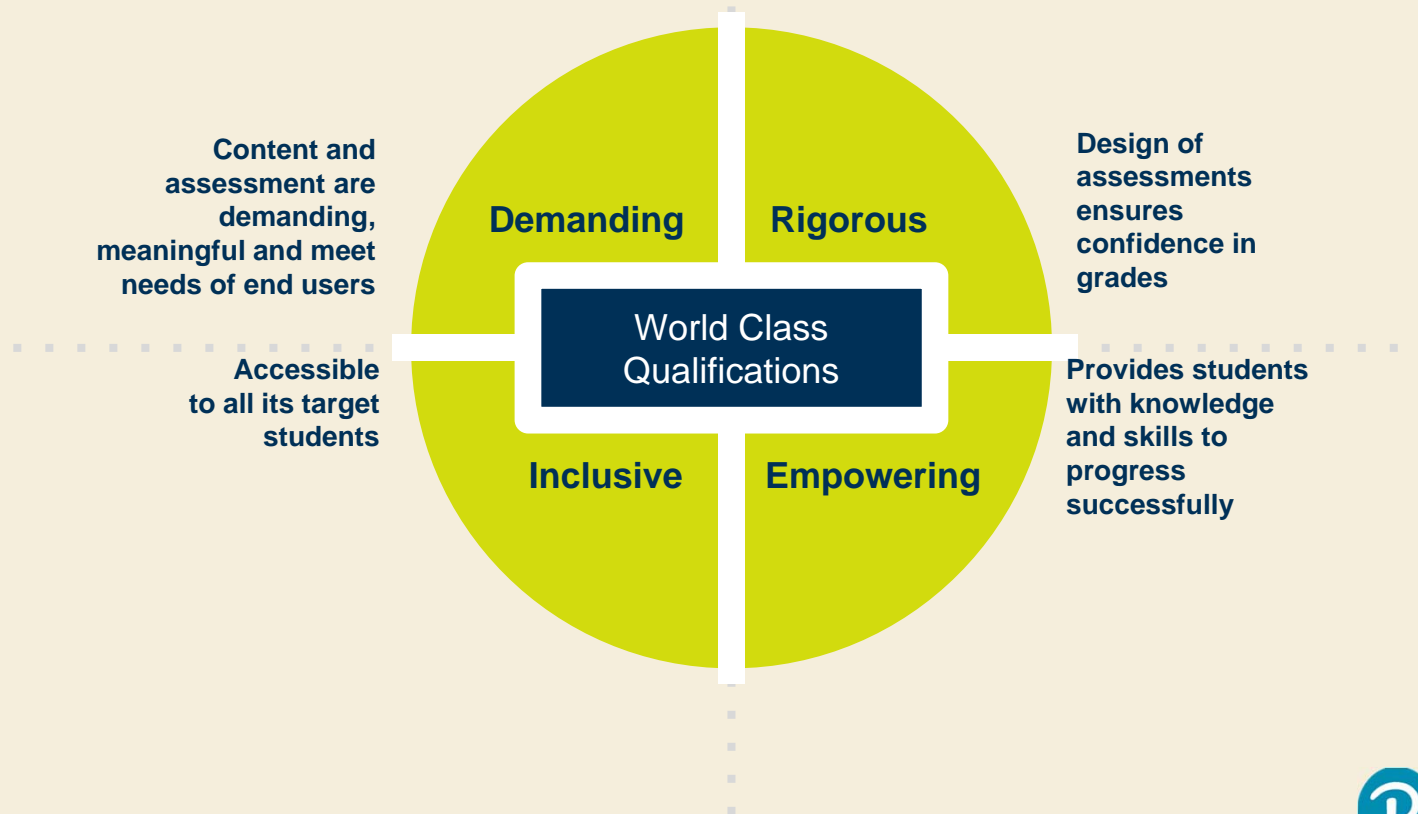 Content and
assessment are
demanding,
meaningful and meet
needs of end users
Demanding
Rigorous
Design of
assessments
ensures
confidence in
grades
World Class
Qualifications
Accessible
to all its target
students
Inclusive
Empowering
Provides students
with knowledge
and skills to
progress
successfully